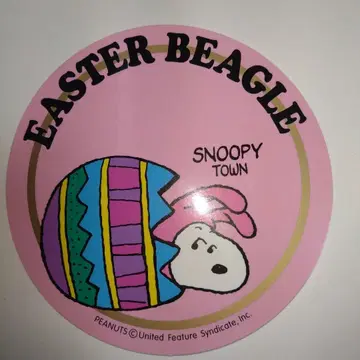 EASTER BEAGLE
SNOOPY
TOWN
PEANUTS © United Feature Syndicate, Inc.